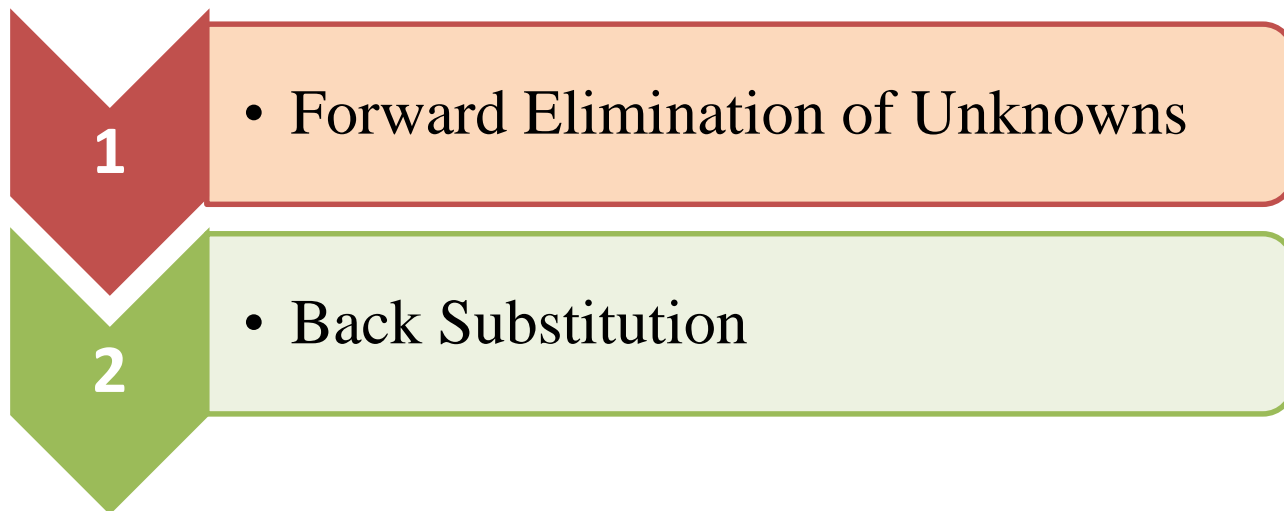 1
• Forward Elimination of Unknowns
2
• Back Substitution